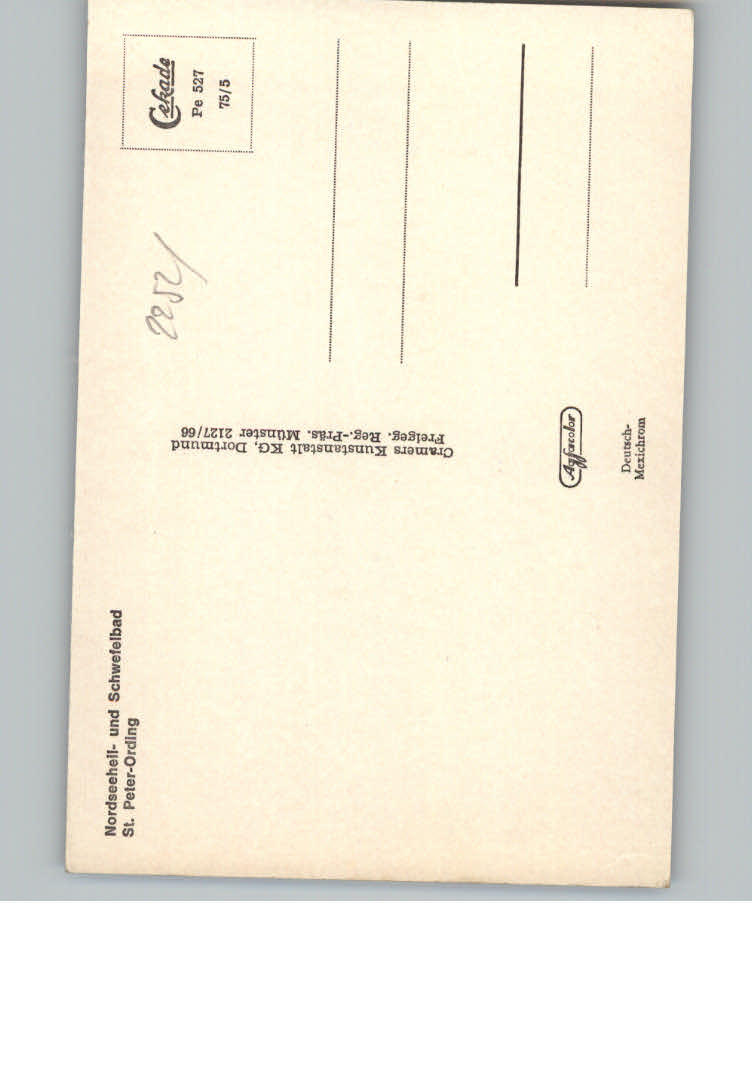 Nordseeheil- und Schwefelbad
St. Peter-Ording
Cekade
Pe 527
75/5
2252/
Cramers Kunstanstalt KG, Dortmund
Freigeg. Reg.-Präs. Münster 2127/66
Agfacolor
Deutsch-
Mexichrom